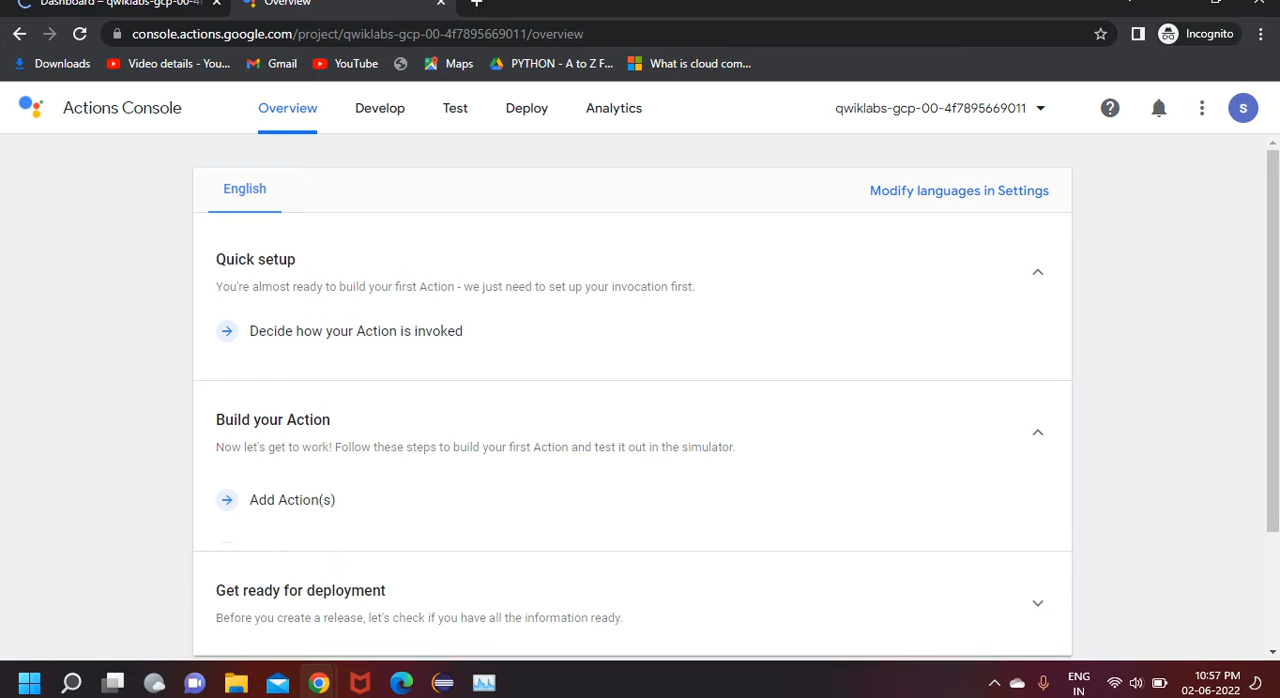 Dashboard – qwiklabs-gcp-00-4f
Overview
console.actions.google.com/project/qwiklabs-gcp-00-4f7895669011/overview
Incognito
Downloads
Video details - You...
Gmail
YouTube
Maps
PYTHON - A to Z F...
What is cloud com...
Actions Console
Overview
Develop
Test
Deploy
Analytics
qwiklabs-gcp-00-4f7895669011
S
English
Modify languages in Settings
Quick setup
You're almost ready to build your first Action - we just need to set up your invocation first.
Decide how your Action is invoked
Build your Action
Now let's get to work! Follow these steps to build your first Action and test it out in the simulator.
Add Action(s)
Get ready for deployment
Before you create a release, let's check if you have all the information ready.
ENG
IN
10:57 PM
02-06-2022